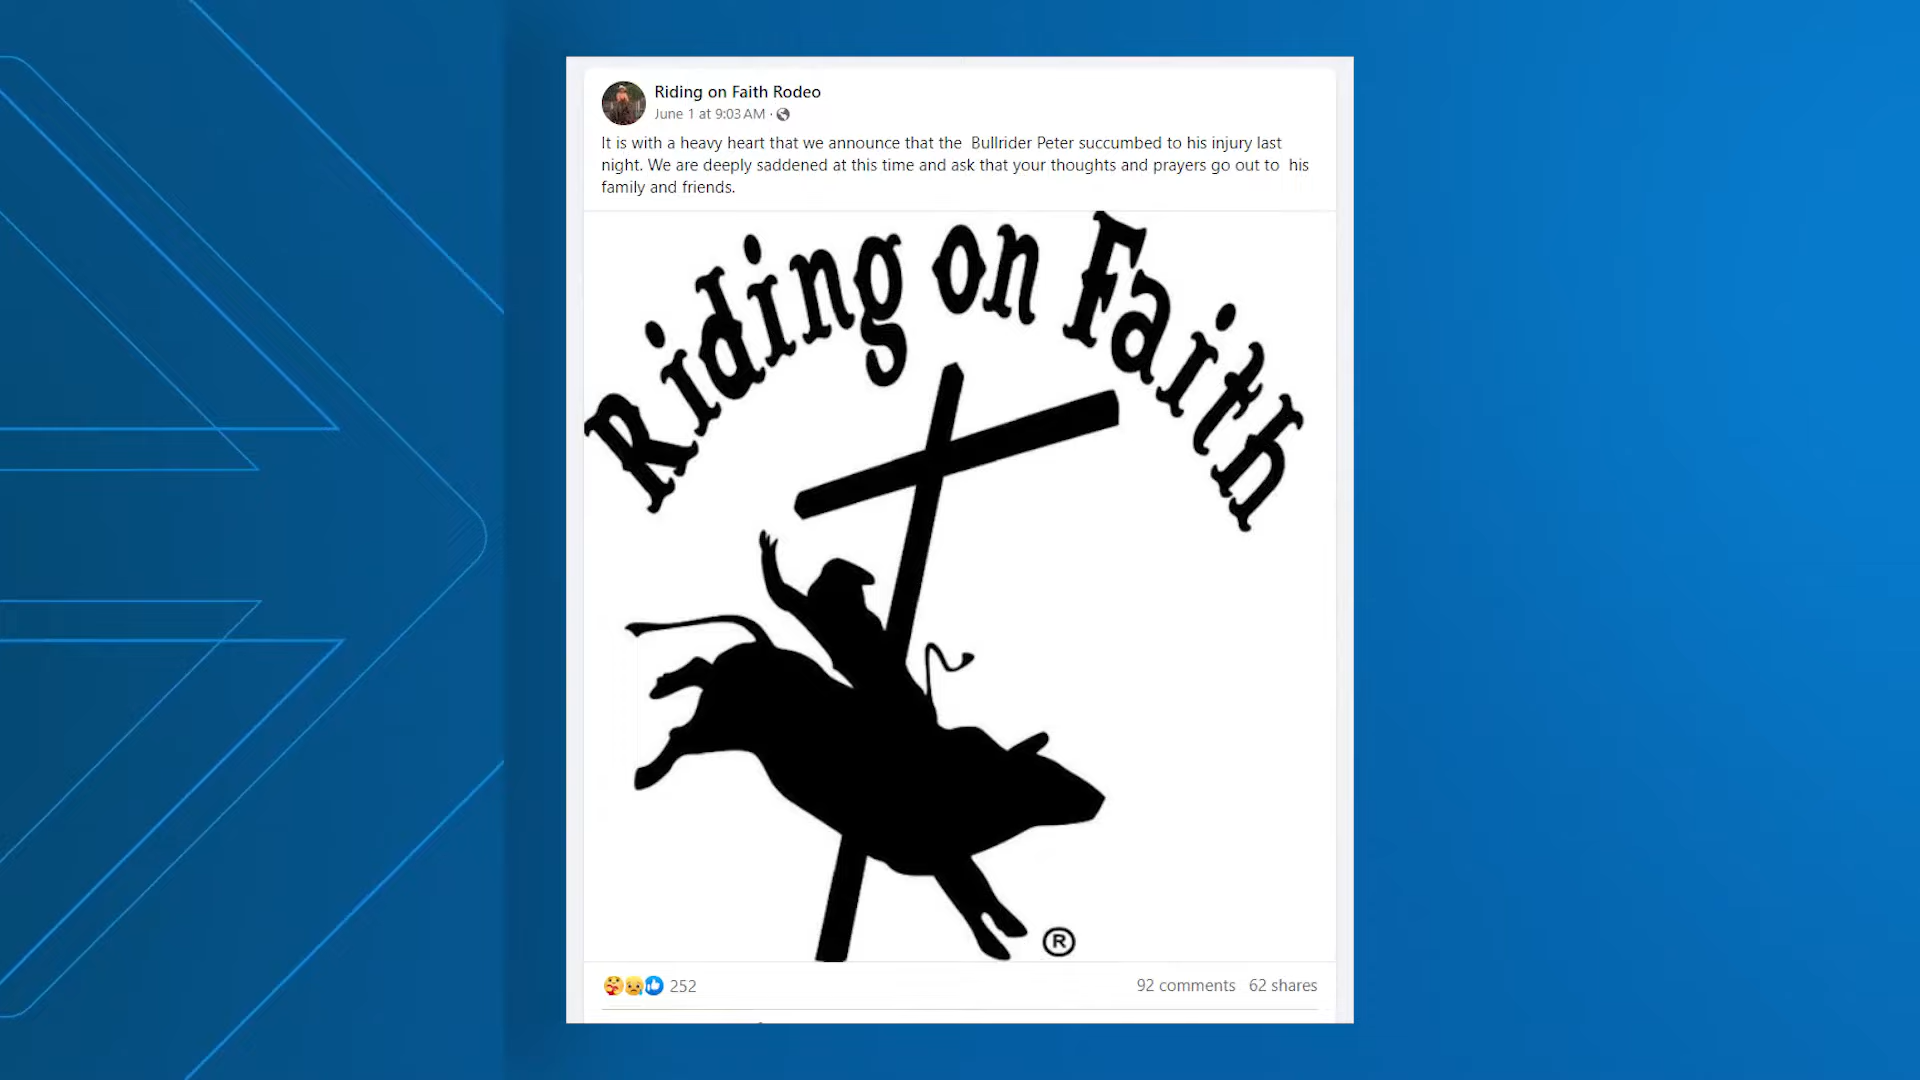 Riding on Faith Rodeo
June 1 at 9:03 AM ·
It is with a heavy heart that we announce that the  Bullrider Peter succumbed to his injury last
night. We are deeply saddened at this time and ask that your thoughts and prayers go out to  his
family and friends.
Riding on Faith
®
252
92 comments 62 shares